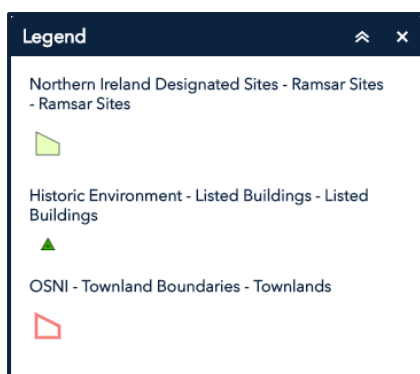 Legend
Northern Ireland Designated Sites - Ramsar Sites
- Ramsar Sites
Historic Environment - Listed Buildings - Listed
Buildings
OSNI - Townland Boundaries - Townlands